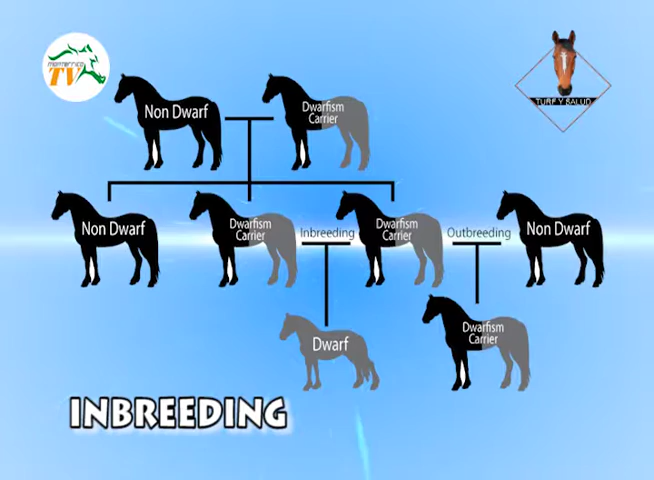 MONTERRICO
TV
TURF Y SALUD
Non Dwarf
Dwarfism
Carrier
Non Dwarf
Dwarfism
Carrier
Inbreeding
Dwarfism
Carrier
Outbreeding
Non Dwarf
Dwarf
Dwarfism
Carrier
INBREEDING